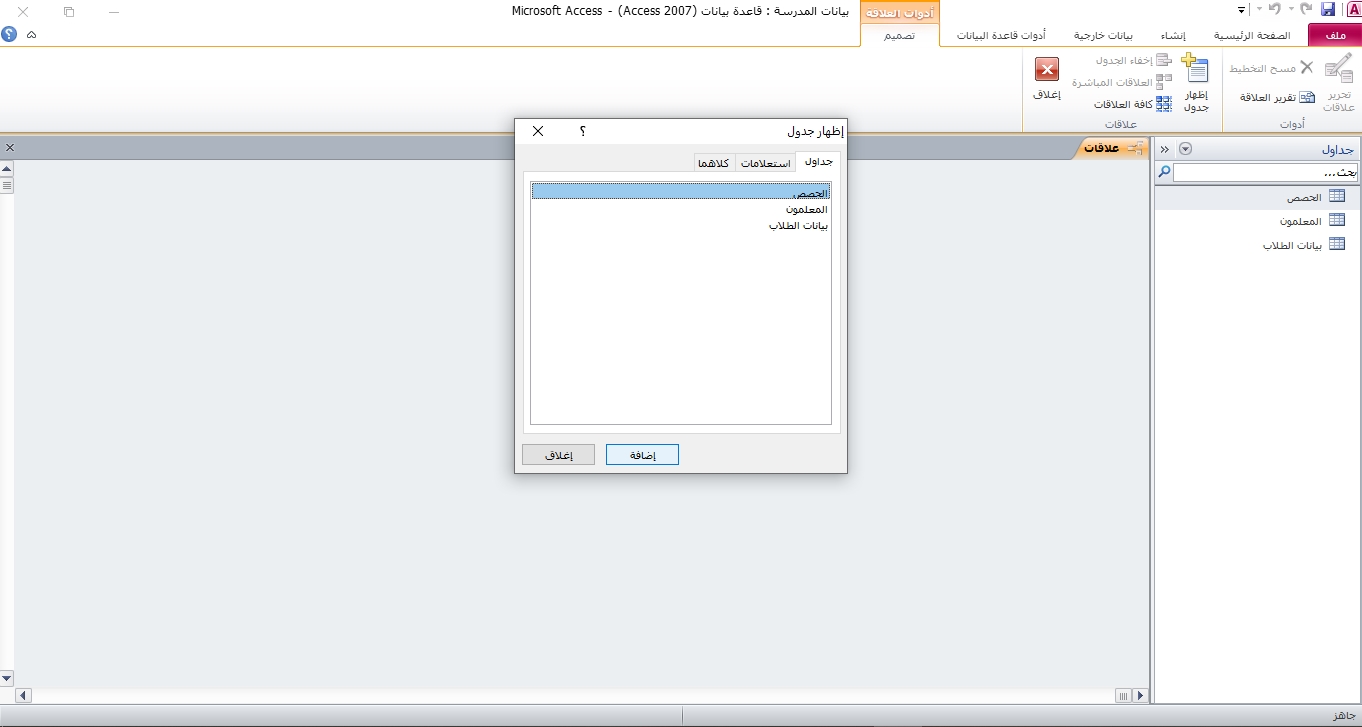 بيانات المدرسة : قاعدة بيانات (Access 2007) - Microsoft Access
أدوات العلاقة
ملف
الصفحة الرئيسية
إنشاء
بيانات خارجية
أدوات قاعدة البيانات
تصميم
تحرير علاقات
مسح التخطيط
تقرير العلاقة
أدوات
إظهار جدول
إخفاء الجدول
العلاقات المباشرة
كافة العلاقات
علاقات
إغلاق
جداول
بحث...
الحصص
المعلمون
بيانات الطلاب
علاقات
إظهار جدول
؟
جداول
استعلامات
كلاهما
الحصص
المعلمون
بيانات الطلاب
إضافة
إغلاق
جاهز